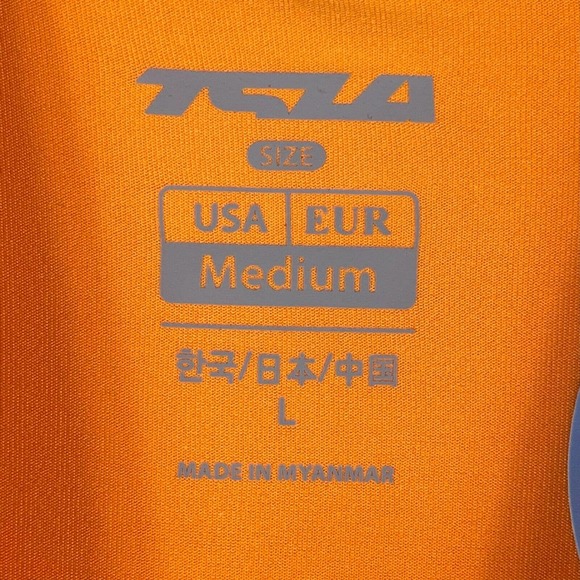 TSLA
SIZE
USA EUR
Medium
한국/日本/中国
L
MADE IN MYANMAR